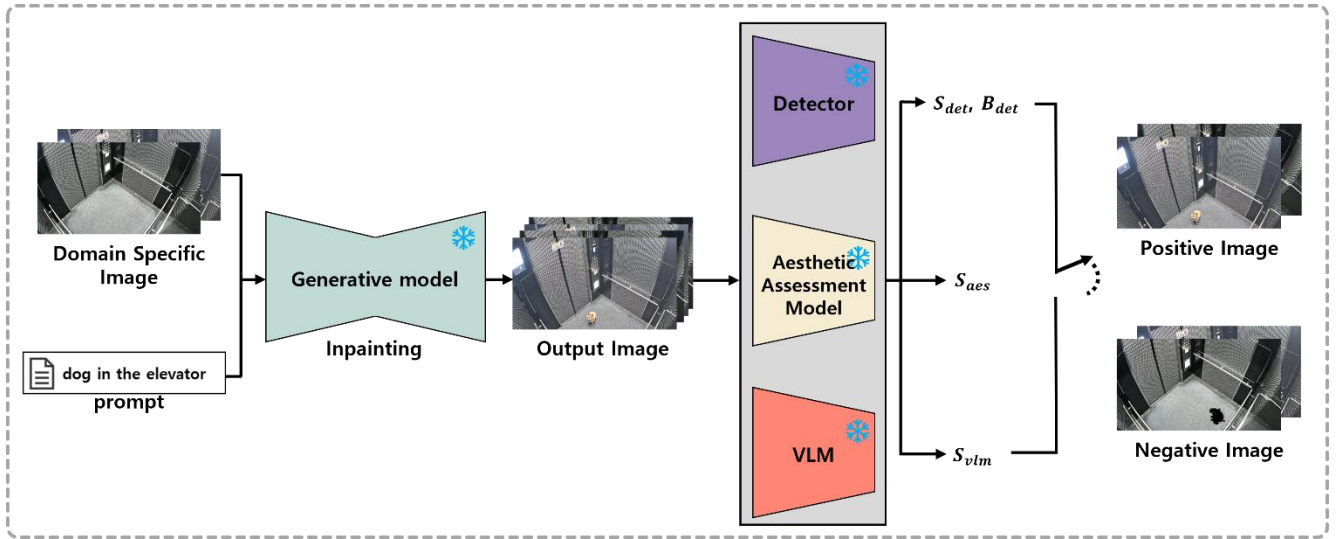 Domain Specific
Image
dog in the elevator
prompt
Generative model
Inpainting
Output Image
Detector
Aesthetic
Assessment
Model
VLM
S_det, B_det
S_aes
S_vlm
Positive Image
Negative Image